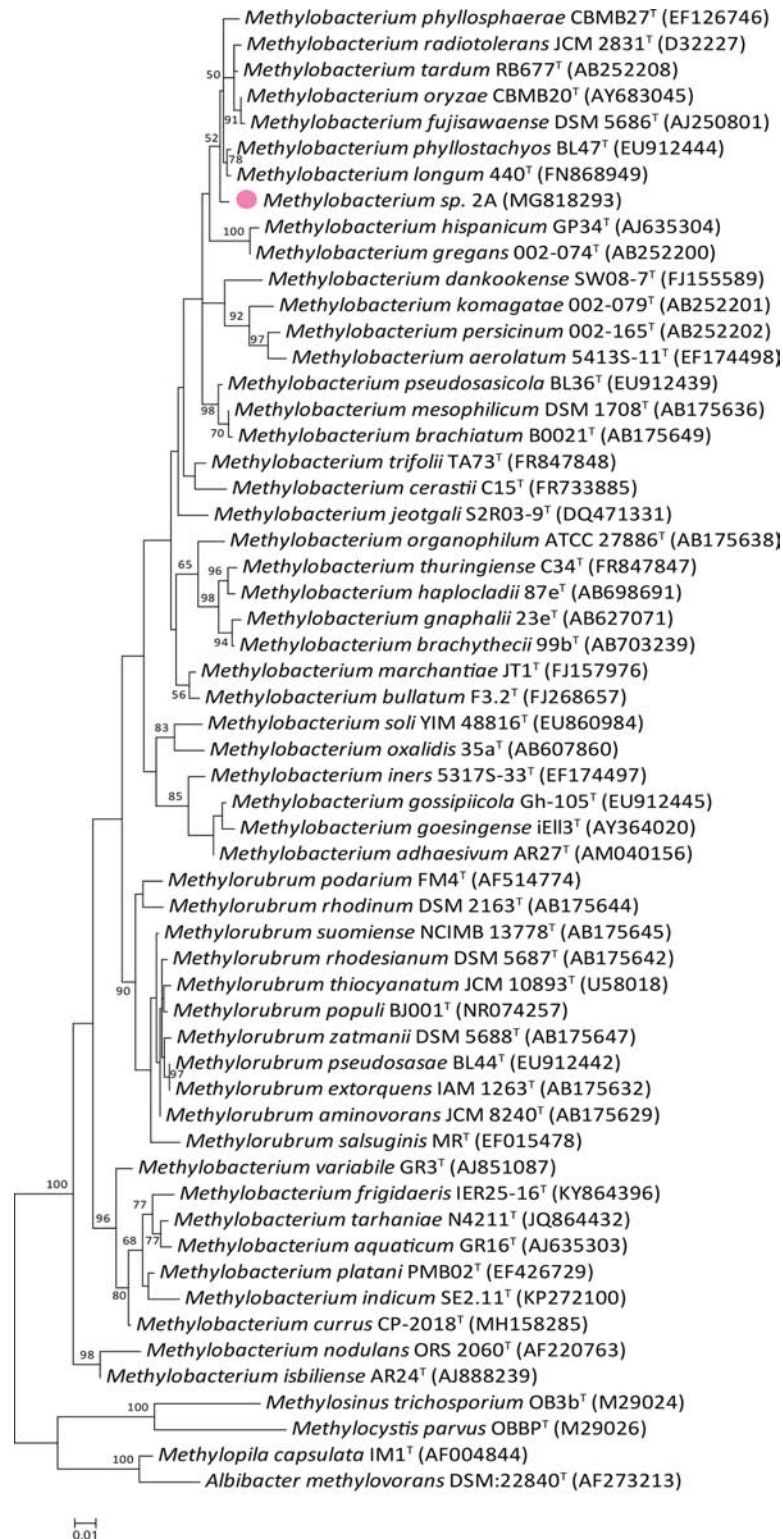 Methylobacterium phyllosphaerae CBMB27ᵀ (EF126746)
Methylobacterium radiotolerans JCM 2831ᵀ (D32227)
50
Methylobacterium tardum RB677ᵀ (AB252208)
Methylobacterium oryzae CBMB20ᵀ (AY683045)
91
Methylobacterium fujisawaense DSM 5686ᵀ (AJ250801)
52
Methylobacterium phyllostachyos BL47ᵀ (EU912444)
78
Methylobacterium longum 440ᵀ (FN868949)
Methylobacterium sp. 2A (MG818293)
Methylobacterium hispanicum GP34ᵀ (AJ635304)
100
Methylobacterium gregans 002-074ᵀ (AB252200)
Methylobacterium dankookense SW08-7ᵀ (FJ155589)
Methylobacterium komagatae 002-079ᵀ (AB252201)
92
Methylobacterium persicinum 002-165ᵀ (AB252202)
97
Methylobacterium aerolatum 5413S-11ᵀ (EF174498)
Methylobacterium pseudosasicola BL36ᵀ (EU912439)
98
Methylobacterium mesophilicum DSM 1708ᵀ (AB175636)
70
Methylobacterium brachiatum B0021ᵀ (AB175649)
Methylobacterium trifolii TA73ᵀ (FR847848)
Methylobacterium cerastii C15ᵀ (FR733885)
Methylobacterium jeotgali S2R03-9ᵀ (DQ471331)
Methylobacterium organophilum ATCC 27886ᵀ (AB175638)
65
96
Methylobacterium thuringiense C34ᵀ (FR847847)
Methylobacterium haplocladii 87eᵀ (AB698691)
98
Methylobacterium gnaphalii 23eᵀ (AB627071)
94
Methylobacterium brachythecii 99bᵀ (AB703239)
Methylobacterium marchantiae JT1ᵀ (FJ157976)
56
Methylobacterium bullatum F3.2ᵀ (FJ268657)
83
Methylobacterium soli YIM 48816ᵀ (EU860984)
Methylobacterium oxalidis 35aᵀ (AB607860)
Methylobacterium iners 5317S-33ᵀ (EF174497)
85
Methylobacterium gossipiicola Gh-105ᵀ (EU912445)
Methylobacterium goesingense iEll3ᵀ (AY364020)
Methylobacterium adhaesivum AR27ᵀ (AM040156)
Methylorubrum podarium FM4ᵀ (AF514774)
Methylorubrum rhodinum DSM 2163ᵀ (AB175644)
Methylorubrum suomiense NCIMB 13778ᵀ (AB175645)
Methylorubrum rhodesianum DSM 5687ᵀ (AB175642)
90
Methylorubrum thiocyanatum JCM 10893ᵀ (U58018)
Methylorubrum populi BJ001ᵀ (NR074257)
Methylorubrum zatmanii DSM 5688ᵀ (AB175647)
Methylorubrum pseudosasae BL44ᵀ (EU912442)
97
Methylorubrum extorquens IAM 1263ᵀ (AB175632)
Methylorubrum aminovorans JCM 8240ᵀ (AB175629)
Methylorubrum salsuginis MRᵀ (EF015478)
Methylobacterium variabile GR3ᵀ (AJ851087)
100
Methylobacterium frigidaeris IER25-16ᵀ (KY864396)
77
96
Methylobacterium tarhaniae N4211ᵀ (JQ864432)
68
77
Methylobacterium aquaticum GR16ᵀ (AJ635303)
Methylobacterium platani PMB02ᵀ (EF426729)
80
Methylobacterium indicum SE2.11ᵀ (KP272100)
Methylobacterium currus CP-2018ᵀ (MH158285)
98
Methylobacterium nodulans ORS 2060ᵀ (AF220763)
Methylobacterium isbiliense AR24ᵀ (AJ888239)
100
Methylosinus trichosporium OB3bᵀ (M29024)
Methylocystis parvus OBBPᵀ (M29026)
100
Methylopila capsulata IM1ᵀ (AF004844)
Albibacter methylovorans DSM:22840ᵀ (AF273213)
0.01